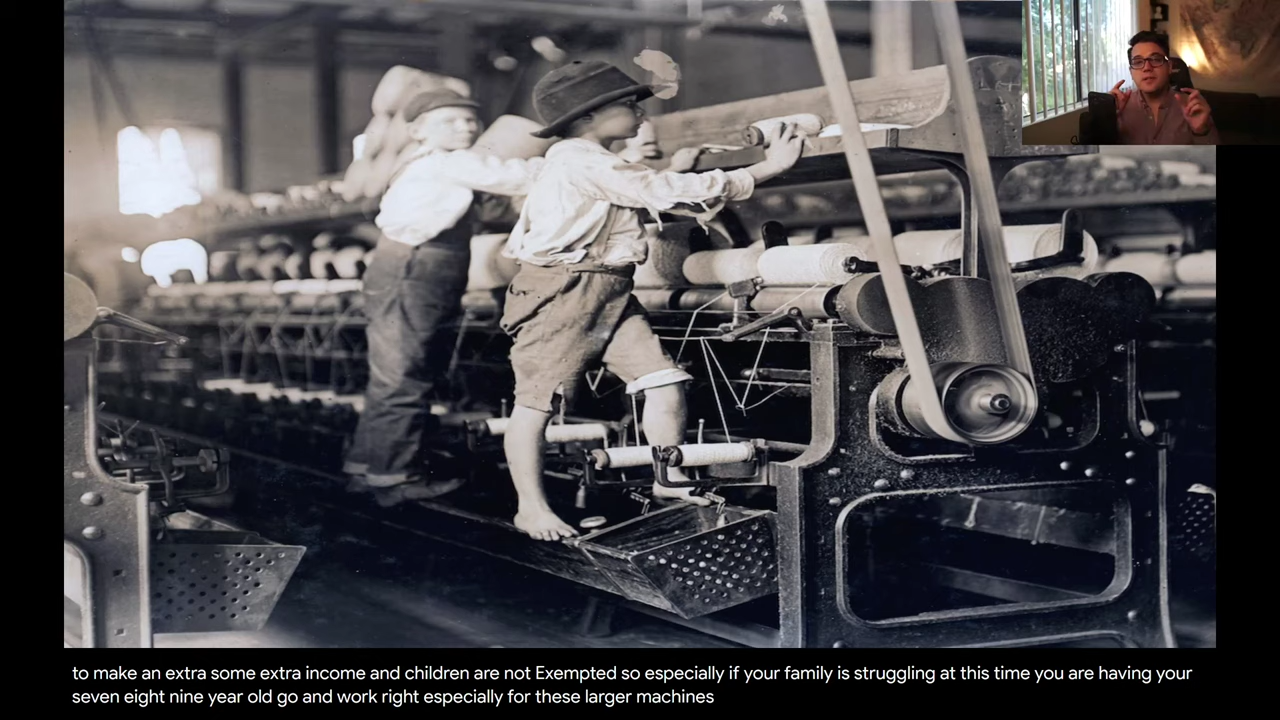 to make an extra some extra income and children are not Exempted so especially if your family is struggling at this time you are having your
seven eight nine year old go and work right especially for these larger machines